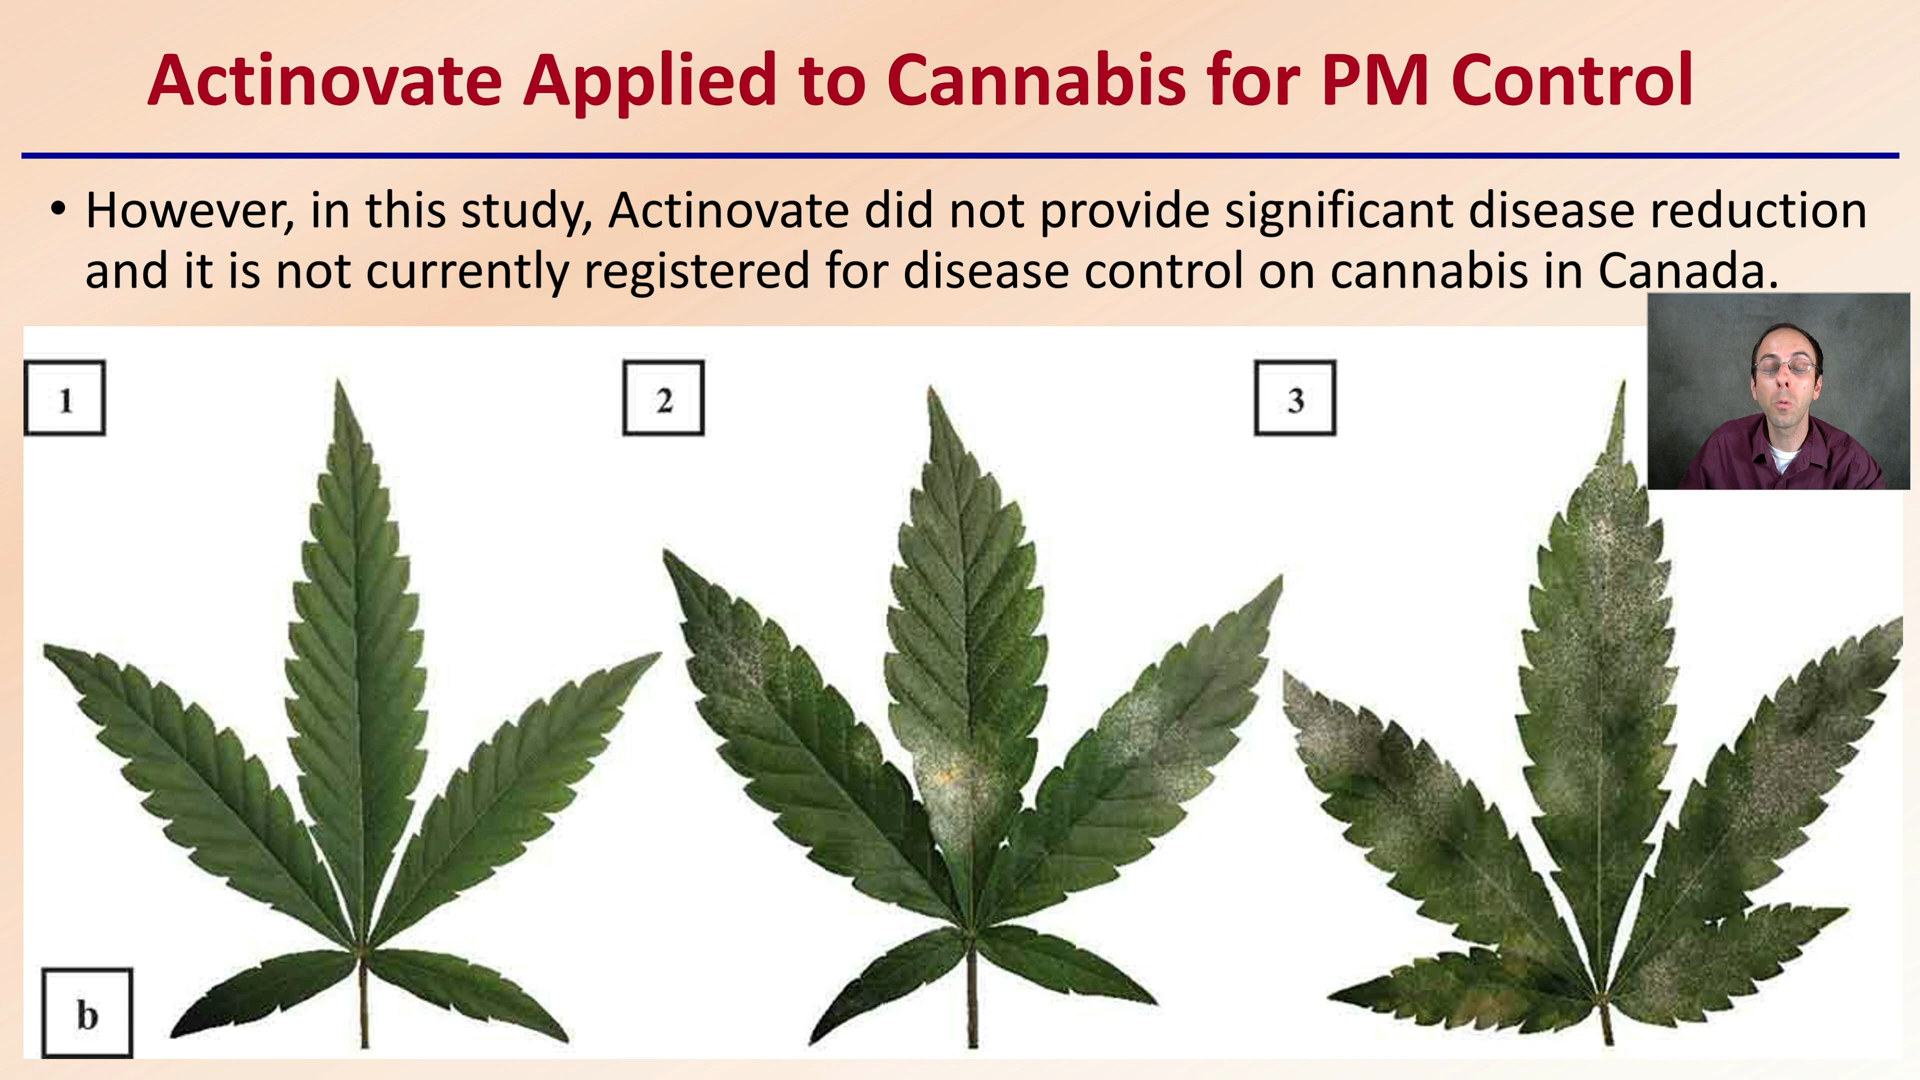 Actinovate Applied to Cannabis for PM Control
• However, in this study, Actinovate did not provide significant disease reduction
and it is not currently registered for disease control on cannabis in Canada.
1
2
3
b